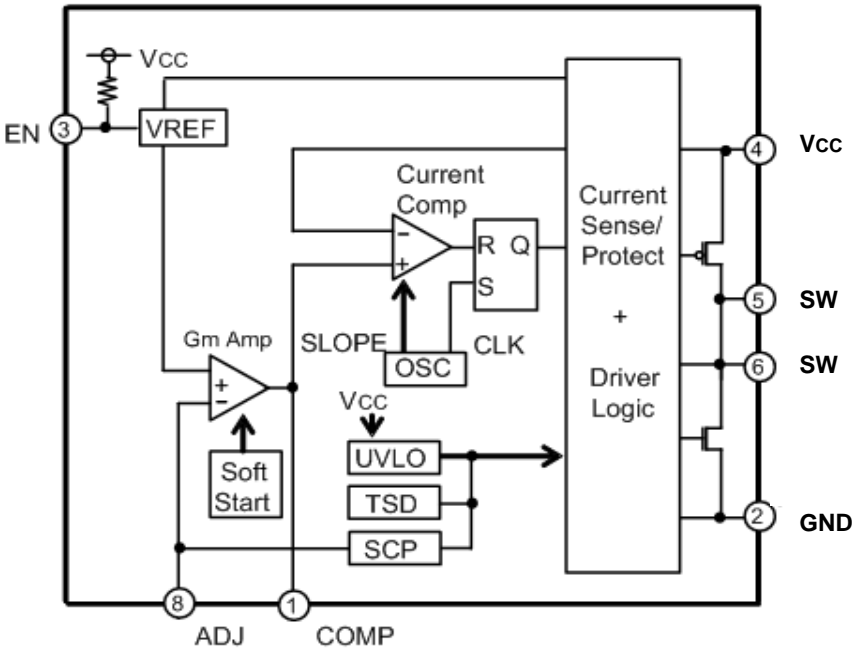 VCC
EN
3
VREF
4
VCC
Current
Comp
−
+
R Q
S
Current
Sense/
Protect
+
Driver
Logic
5
SW
6
SW
Gm Amp
+
−
SLOPE
OSC
CLK
VCC
UVLO
TSD
SCP
Soft
Start
2
GND
8
ADJ
1
COMP